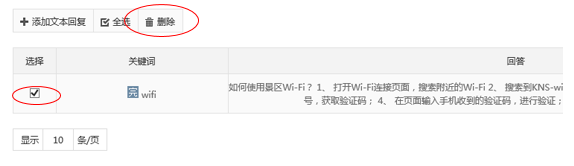 添加文本回复 全选 删除
选择 关键词 回答
完 wifi 如何使用景区Wi-Fi？ 1、 打开Wi-Fi连接页面，搜索附近的Wi-Fi 2、 搜索到KNS-wi
号，获取验证码； 4、 在页面输入手机收到的验证码，进行验证；
显示 10 条/页